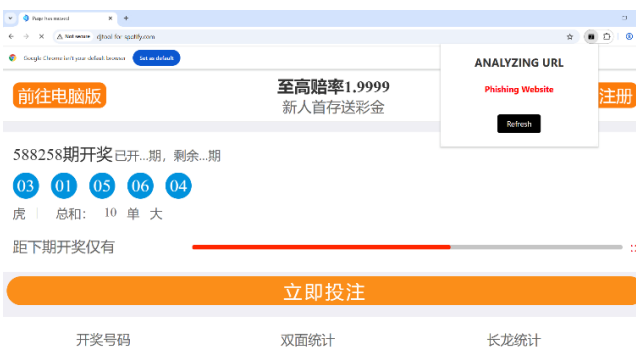 Page has moved
Not secure djtool-for-spotify.com
Google Chrome isn't your default browser Set as default
ANALYZING URL
Phishing Website
Refresh
前往电脑版
至高赔率1.9999
新人首存送彩金
注册
588258期开奖已开...期，剩余...期
03 01 05 06 04
虎 总和： 10 单 大
距下期开奖仅有
立即投注
开奖号码 双面统计 长龙统计